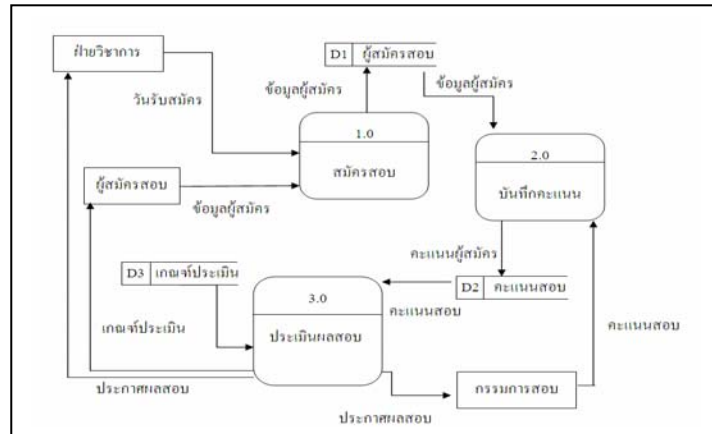 ฝ่ายวิชาการ
D1 ผู้สมัครสอบ
ข้อมูลผู้สมัคร
ข้อมูลผู้สมัคร
วันรับสมัคร
1.0
สมัครสอบ
2.0
บันทึกคะแนน
ผู้สมัครสอบ
ข้อมูลผู้สมัคร
คะแนนผู้สมัคร
D3 เกณฑ์ประเมิน
D2 คะแนนสอบ
3.0
ประเมินผลสอบ
คะแนนสอบ
คะแนนสอบ
เกณฑ์ประเมิน
ประกาศผลสอบ
กรรมการสอบ
ประกาศผลสอบ